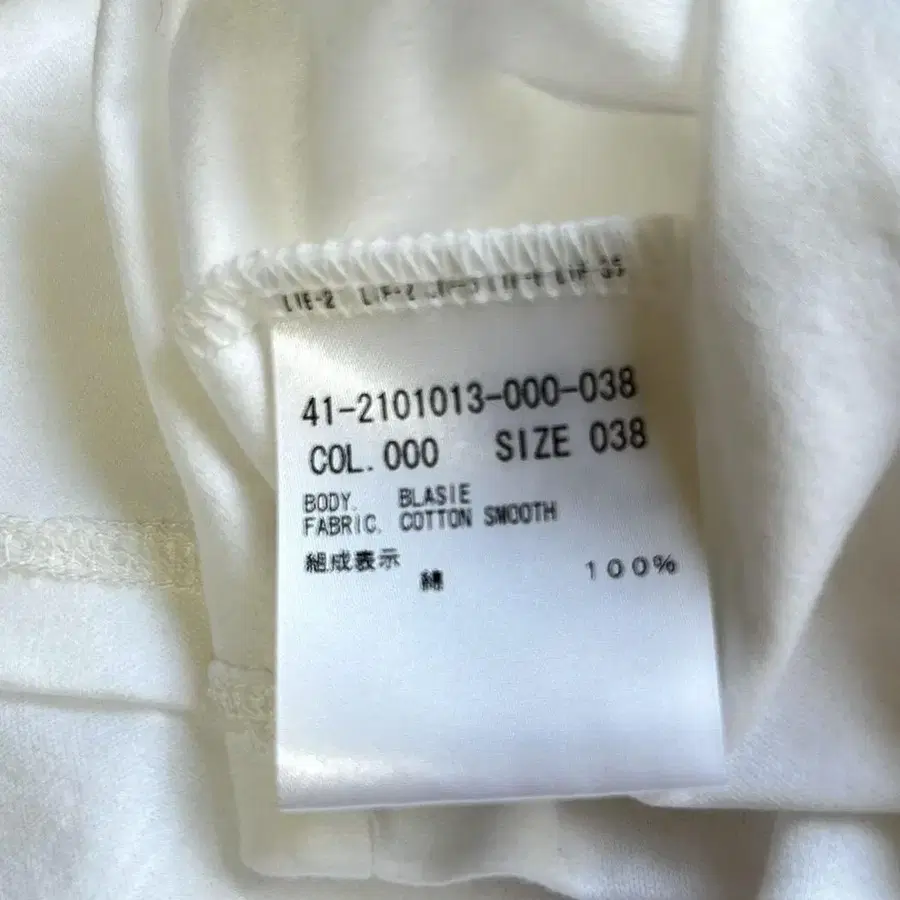 41-2101013-000-038
COL.000 SIZE 038
BODY. BLASIE
FABRIC. COTTON SMOOTH
組成表示
綿 100%